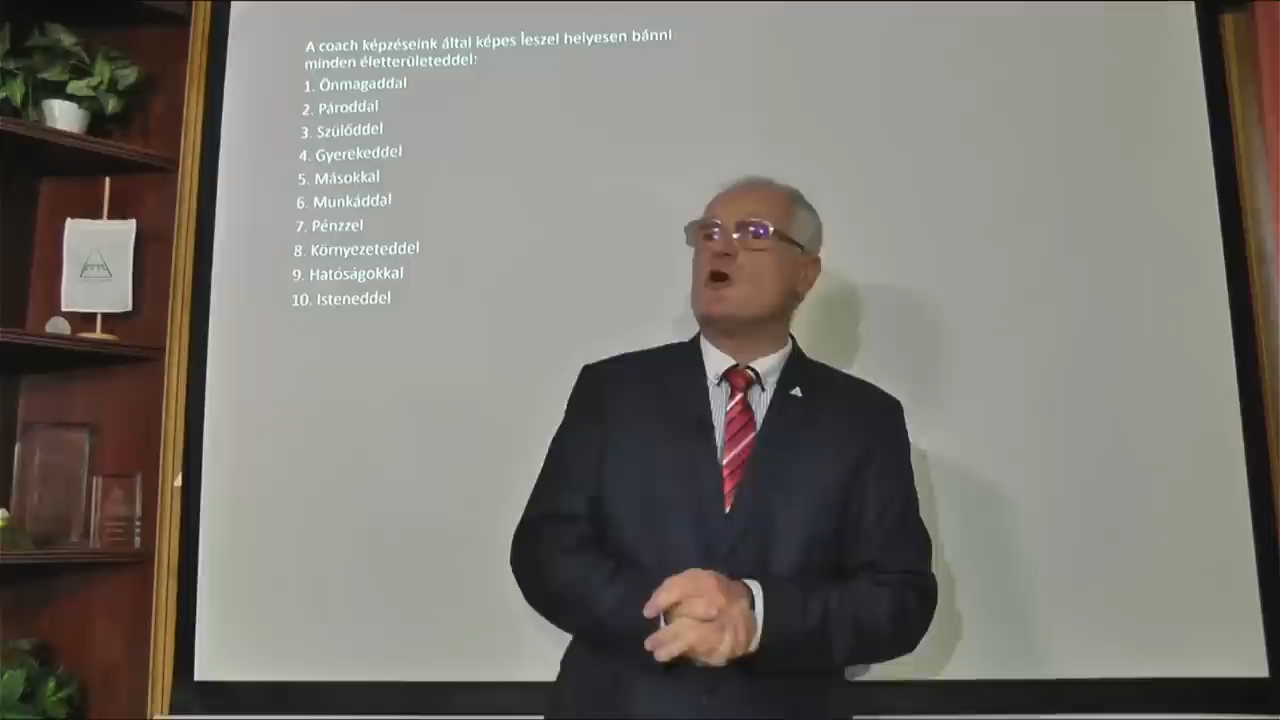 A coach képzéseink által képes leszel helyesen bánni
minden életterületeddel:
1. Önmagaddal
2. Pároddal
3. Szülőddel
4. Gyerekeddel
5. Másokkal
6. Munkáddal
7. Pénzzel
8. Környezeteddel
9. Hatóságokkal
10. Isteneddel